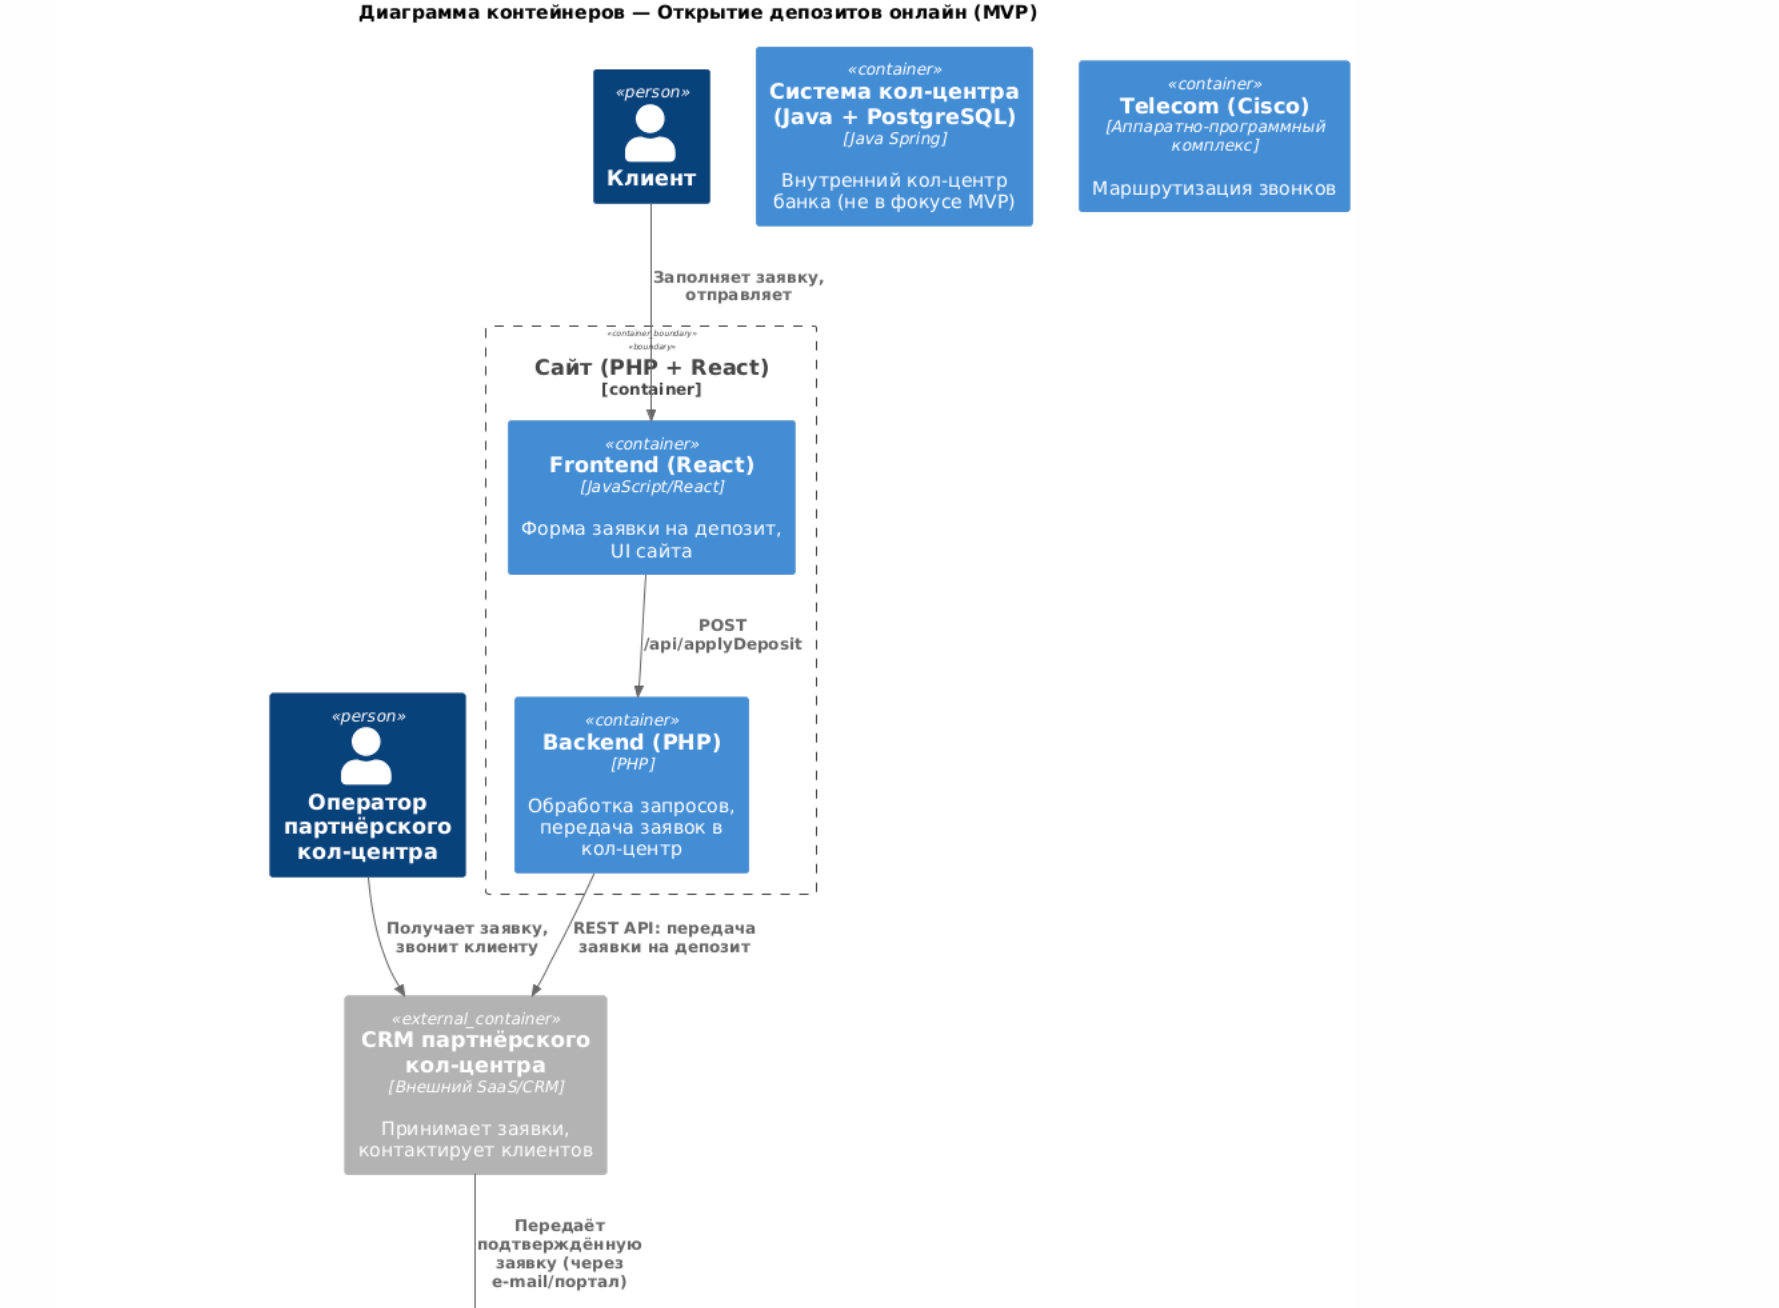 Диаграмма контейнеров — Открытие депозитов онлайн (MVP)
«person»
Клиент
«container»
Система кол-центра
(Java + PostgreSQL)
[Java Spring]
Внутренний кол-центр
банка (не в фокусе MVP)
«container»
Telecom (Cisco)
[Аппаратно-программный
комплекс]
Маршрутизация звонков
Заполняет заявку,
отправляет
«container_boundary»
«boundary»
Сайт (PHP + React)
[container]
«container»
Frontend (React)
[JavaScript/React]
Форма заявки на депозит,
UI сайта
POST
/api/applyDeposit
«person»
Оператор
партнёрского
кол-центра
«container»
Backend (PHP)
[PHP]
Обработка запросов,
передача заявок в
кол-центр
Получает заявку,
звонит клиенту
REST API: передача
заявки на депозит
«external_container»
CRM партнёрского
кол-центра
[Внешний SaaS/CRM]
Принимает заявки,
контактирует клиентов
Передаёт
подтверждённую
заявку (через
e-mail/портал)